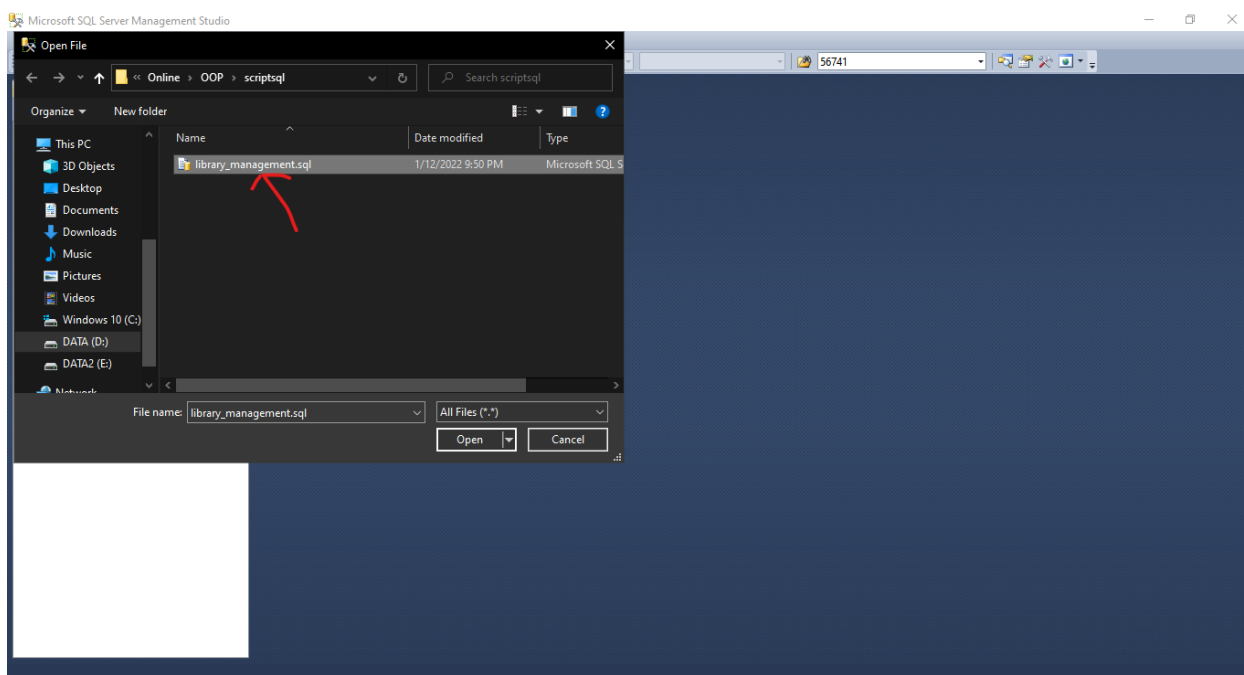 Microsoft SQL Server Management Studio
Open File
« Online › OOP › scriptsql
Search scriptsql
56741
Organize
New folder
Name
Date modified
Type
This PC
library_management.sql
1/12/2022 9:50 PM
Microsoft SQL S
3D Objects
Desktop
Documents
Downloads
Music
Pictures
Videos
Windows 10 (C:)
DATA (D:)
DATA2 (E:)
Network
File name:
library_management.sql
All Files (*.*)
Open
Cancel